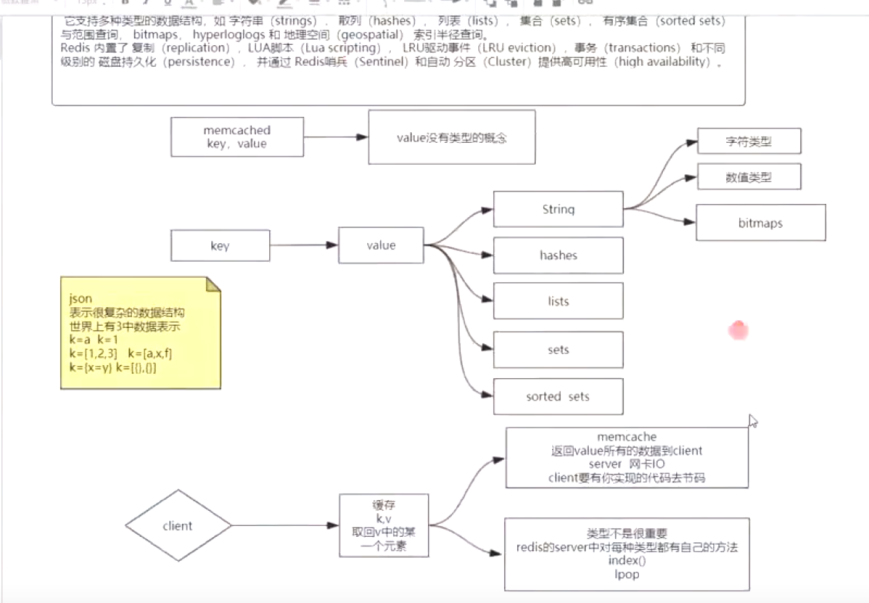 它支持多种类型的数据结构，如 字符串（strings）， 散列（hashes）， 列表（lists）， 集合（sets）， 有序集合（sorted sets）
与范围查询， bitmaps， hyperloglogs 和 地理空间（geospatial） 索引半径查询。
Redis 内置了 复制（replication），LUA脚本（Lua scripting）， LRU驱动事件（LRU eviction），事务（transactions） 和不同
级别的 磁盘持久化（persistence）， 并通过 Redis哨兵（Sentinel）和自动 分区（Cluster）提供高可用性（high availability）。
memcached
key，value
value没有类型的概念
字符类型
数值类型
bitmaps
key
value
String
hashes
lists
sets
sorted sets
json
表示很复杂的数据结构
世界上有3中数据表示
k=a k=1
k=[1,2,3] k=[a,x,f]
k={x=y} k=[{},{}]
client
缓存
k,v
取回v中的某
一个元素
memcache
返回value所有的数据到client
server 网卡IO
client要有你实现的代码去节码
类型不是很重要
redis的server中对每种类型都有自己的方法
index()
lpop